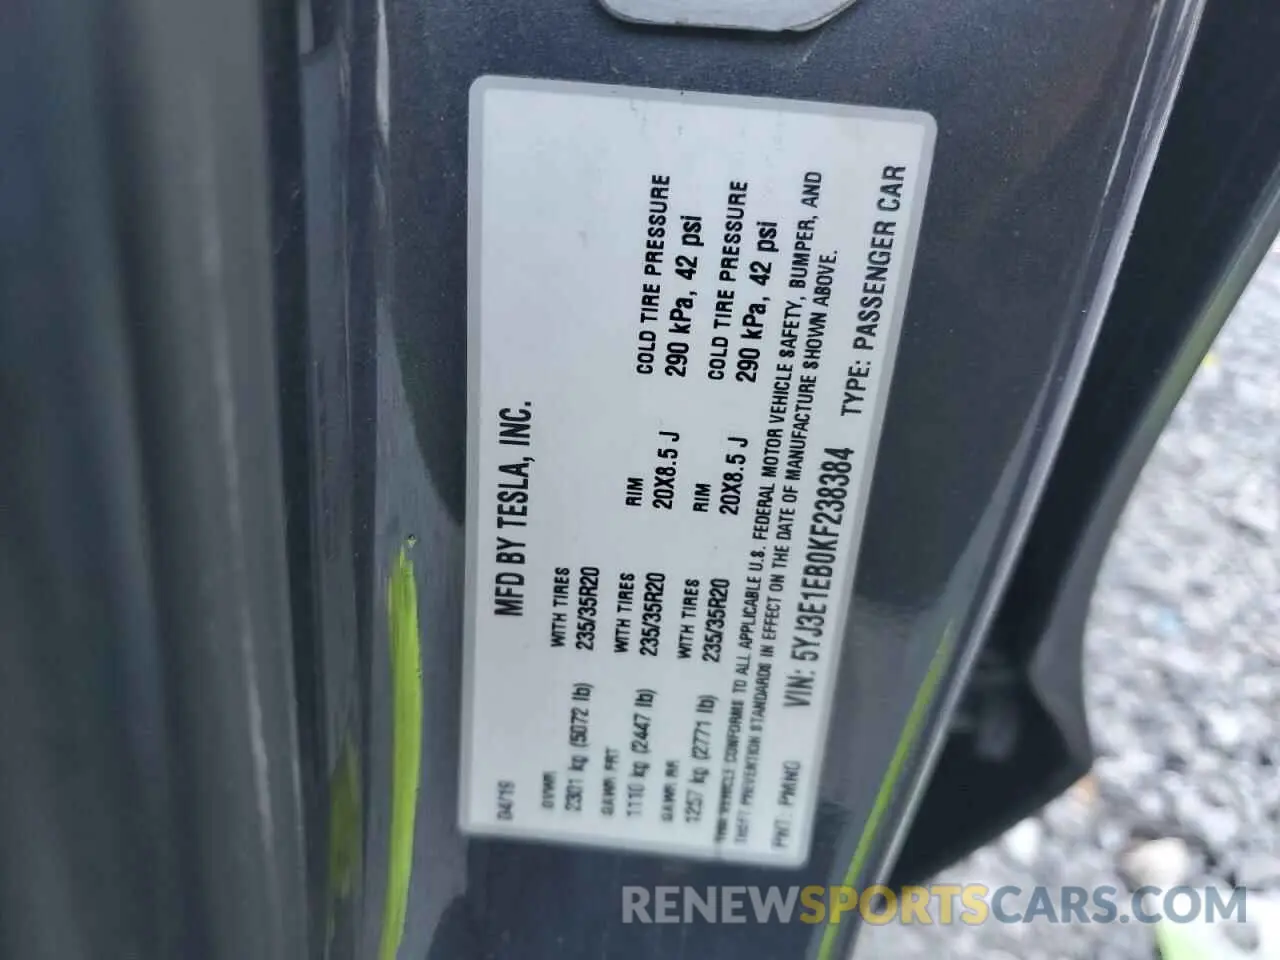 MFD BY TESLA, INC.
04/19
GVWR
2301 kg (5072 lb)
WITH TIRES
235/35R20
RIM
20X8.5 J
COLD TIRE PRESSURE
290 kPa, 42 psi
GAWR FRT
1110 kg (2447 lb)
WITH TIRES
235/35R20
RIM
20X8.5 J
COLD TIRE PRESSURE
290 kPa, 42 psi
GAWR RR
1257 kg (2771 lb)
WITH TIRES
235/35R20
THIS VEHICLE CONFORMS TO ALL APPLICABLE U.S. FEDERAL MOTOR VEHICLE SAFETY, BUMPER, AND
THEFT PREVENTION STANDARDS IN EFFECT ON THE DATE OF MANUFACTURE SHOWN ABOVE.
PNT: PMNG VIN: 5YJ3E1EB0KF238384 TYPE: PASSENGER CAR
RENEWSPORTSCARS.COM